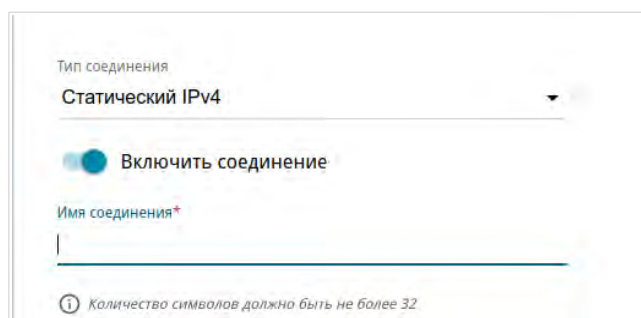 Тип соединения
Статический IPv4
Включить соединение
Имя соединения*
Количество символов должно быть не более 32